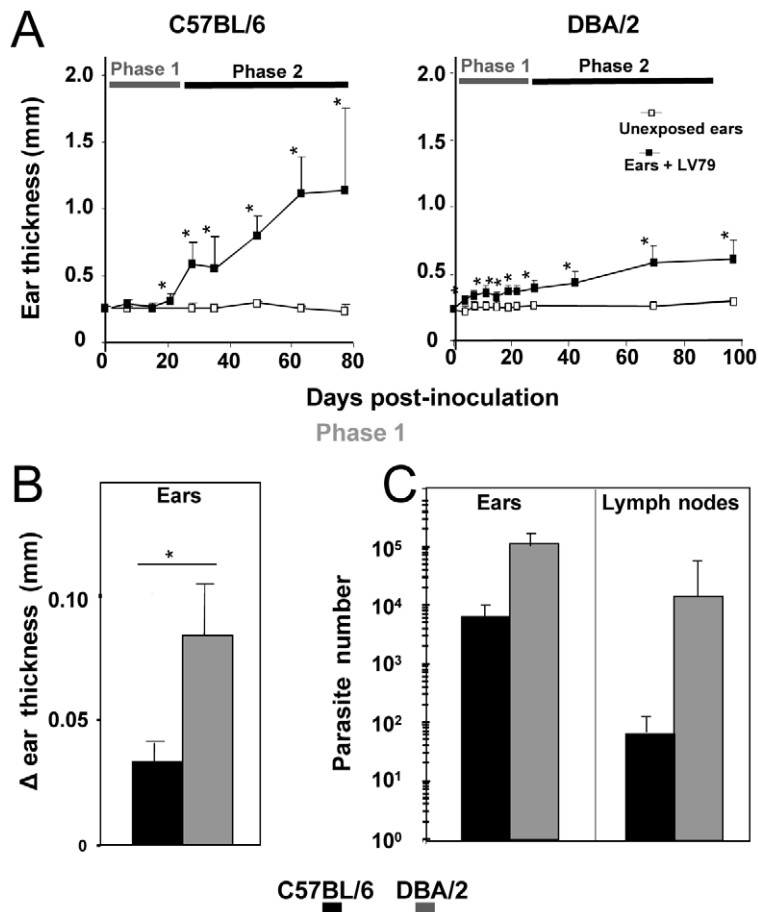 A
C57BL/6
DBA/2
Phase 1
Phase 2
Phase 1
Phase 2
Ear thickness (mm)
2.0
1.5
1.0
0.5
0
2.0
1.5
1.0
0.5
0
* * * * * *
* * * * * * * * *
Unexposed ears
Ears + LV79
0 20 40 60 80
0 20 40 60 80 100
Days post-inoculation
Phase 1
B
Ears
*
Δ ear thickness (mm)
0.10
0.05
0
C
Ears
Lymph nodes
Parasite number
10⁵
10⁴
10³
10²
10¹
10⁰
C57BL/6 DBA/2